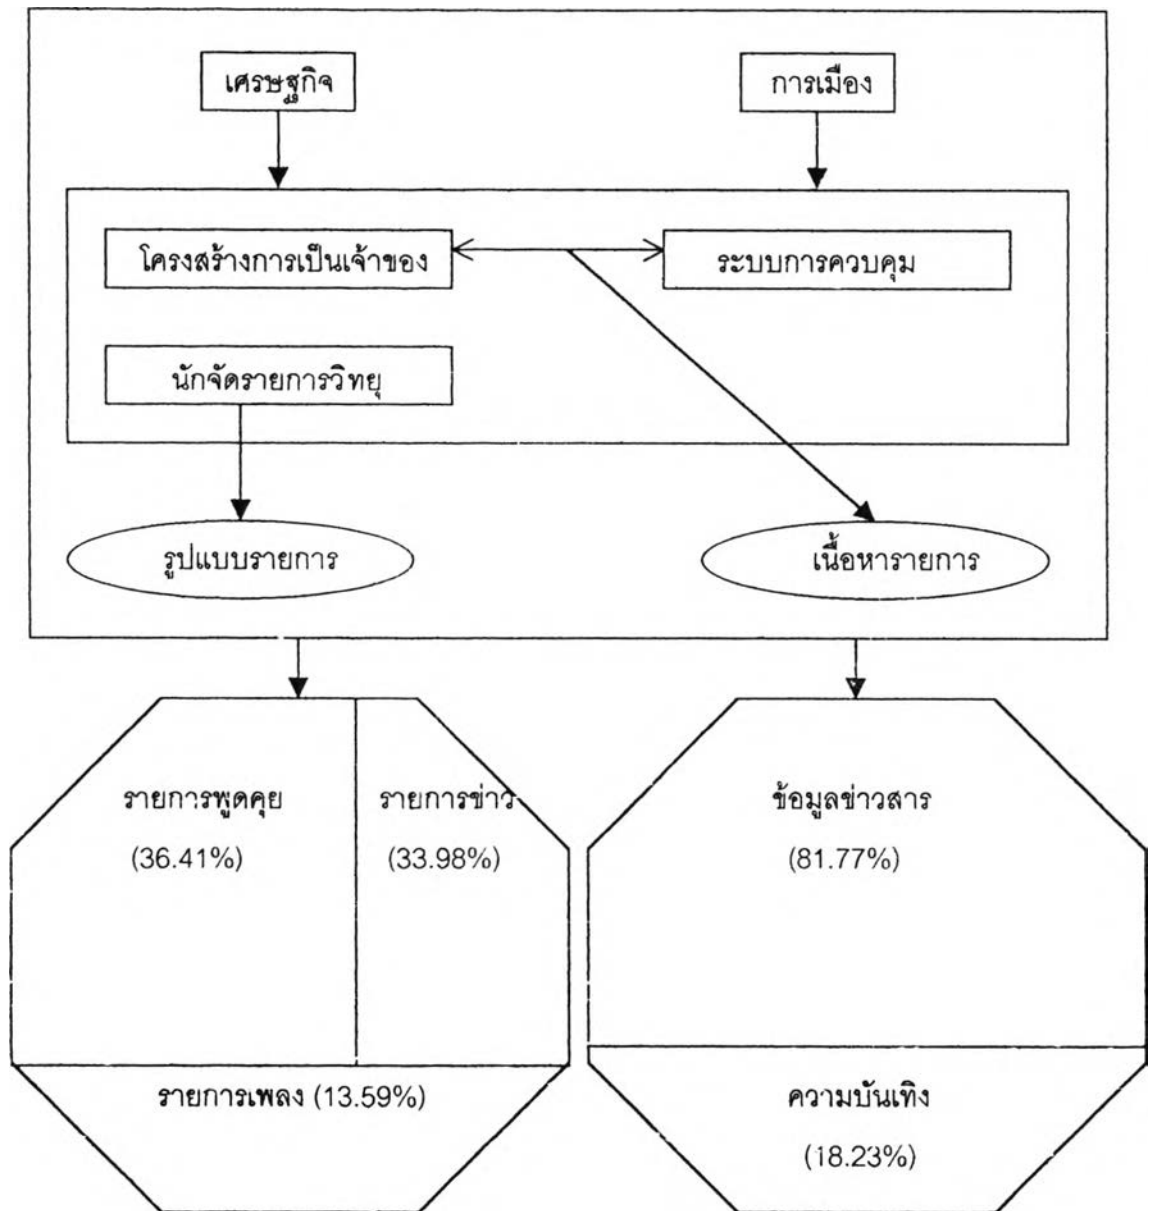 เศรษฐกิจ
การเมือง
โครงสร้างการเป็นเจ้าของ
ระบบการควบคุม
นักจัดรายการวิทยุ
รูปแบบรายการ
เนื้อหารายการ
รายการพูดคุย
(36.41%)
รายการข่าว
(33.98%)
ข้อมูลข่าวสาร
(81.77%)
รายการเพลง (13.59%)
ความบันเทิง
(18.23%)